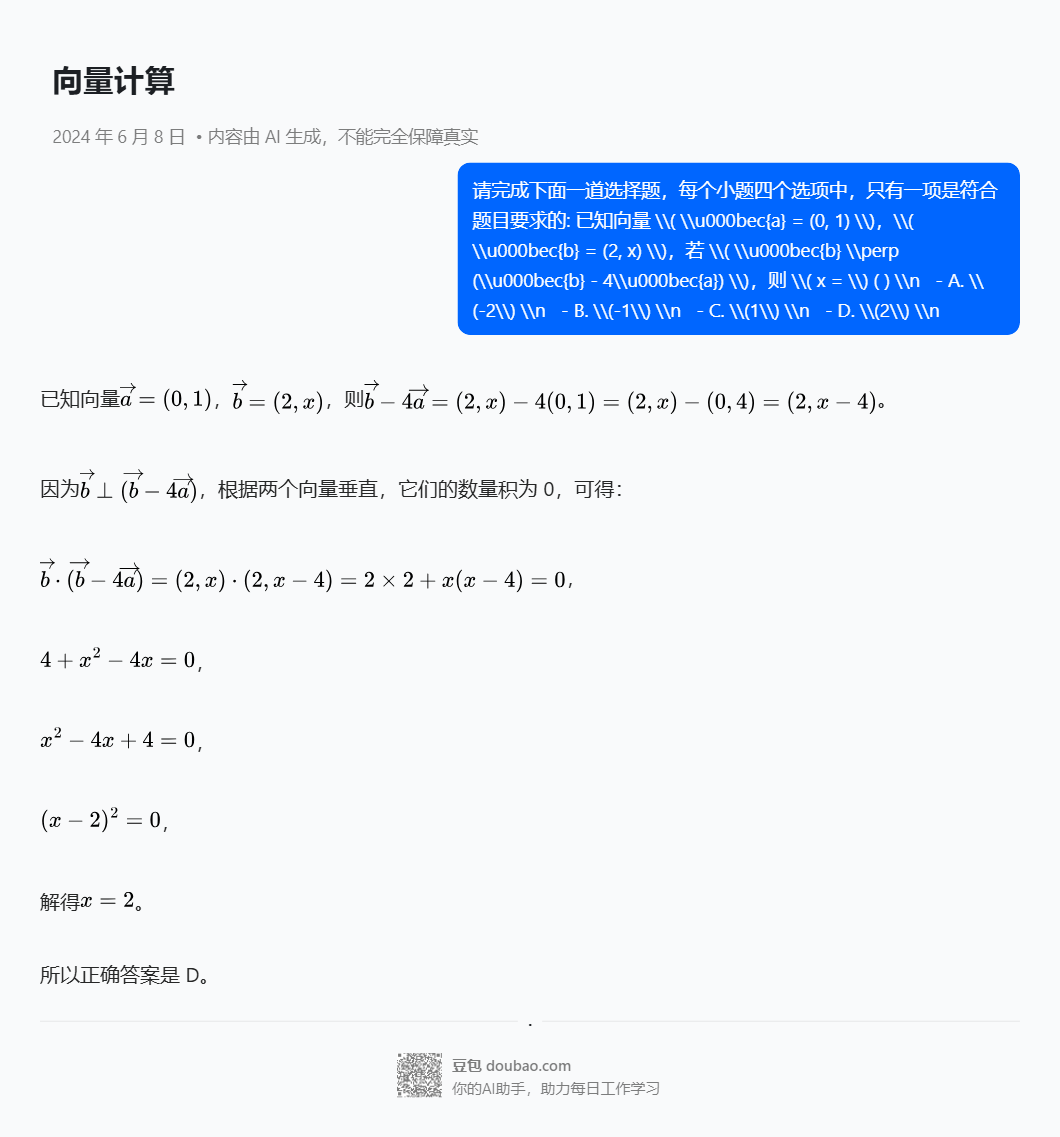 向量计算
2024 年 6 月 8 日 • 内容由 AI 生成，不能完全保障真实
请完成下面一道选择题，每个小题四个选项中，只有一项是符合
题目要求的: 已知向量 \\( \\u000bec{a} = (0, 1) \\)，\\(
\\u000bec{b} = (2, x) \\)，若 \\( \\u000bec{b} \\perp
(\\u000bec{b} - 4\\u000bec{a}) \\)，则 \\( x = \\) ( ) \\n   - A. \\
(-2\\) \\n   - B. \\(-1\\) \\n   - C. \\(1\\) \\n   - D. \\(2\\) \\n
已知向量$\overrightarrow{a}=(0,1)$，$\overrightarrow{b}=(2,x)$，则$\overrightarrow{b}-4\overrightarrow{a}=(2,x)-4(0,1)=(2,x)-(0,4)=(2,x-4)$。
因为$\overrightarrow{b}\perp(\overrightarrow{b}-4\overrightarrow{a})$，根据两个向量垂直，它们的数量积为 0，可得：
$\overrightarrow{b}\cdot(\overrightarrow{b}-4\overrightarrow{a})=(2,x)\cdot(2,x-4)=2\times2+x(x-4)=0$，
$4+x^2-4x=0$，
$x^2-4x+4=0$，
$(x-2)^2=0$，
解得$x=2$。
所以正确答案是 D。
.
豆包 doubao.com
你的AI助手，助力每日工作学习